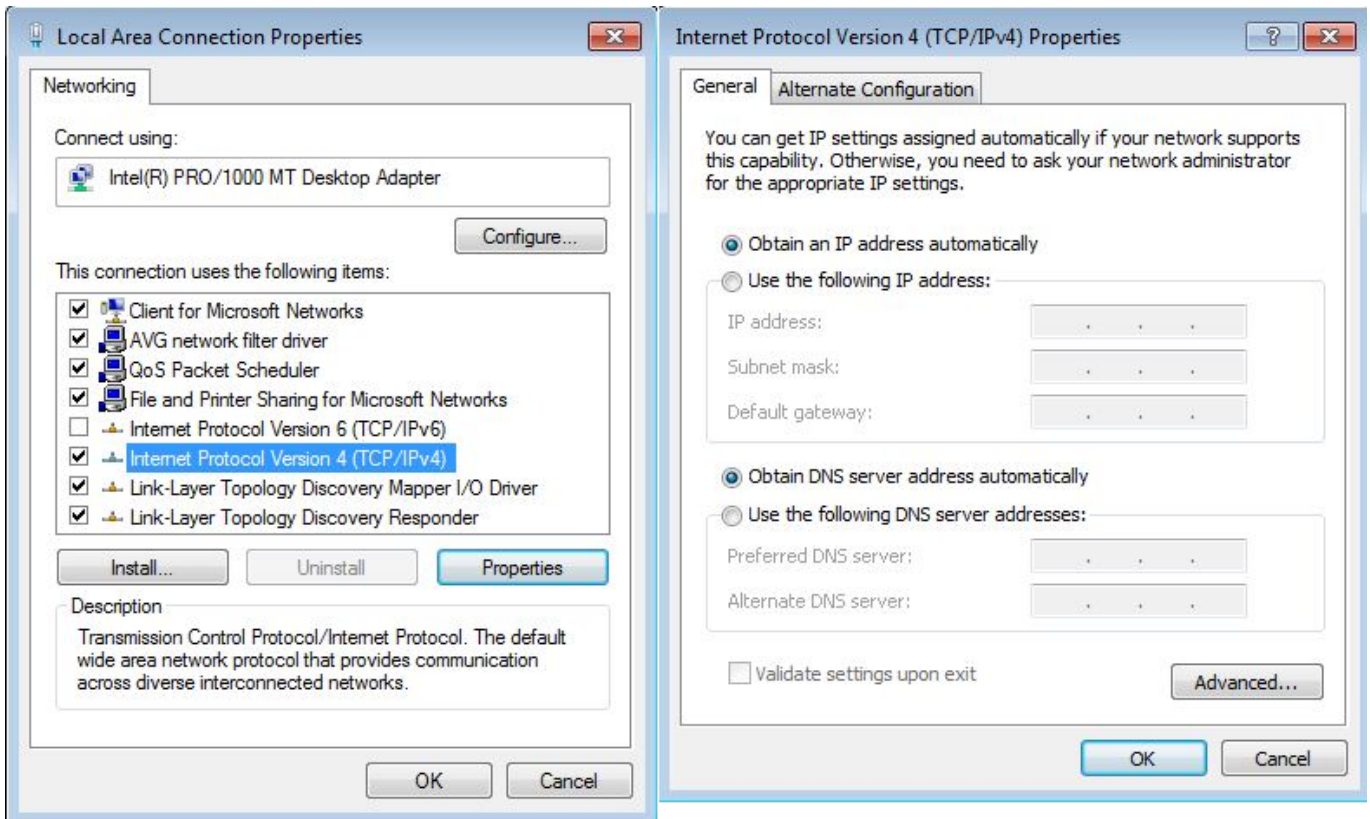 Local Area Connection Properties
Networking
Connect using:
Intel(R) PRO/1000 MT Desktop Adapter
Configure...
This connection uses the following items:
Client for Microsoft Networks
AVG network filter driver
QoS Packet Scheduler
File and Printer Sharing for Microsoft Networks
Internet Protocol Version 6 (TCP/IPv6)
Internet Protocol Version 4 (TCP/IPv4)
Link-Layer Topology Discovery Mapper I/O Driver
Link-Layer Topology Discovery Responder
Install... Uninstall Properties
Description
Transmission Control Protocol/Internet Protocol. The default
wide area network protocol that provides communication
across diverse interconnected networks.
OK Cancel
Internet Protocol Version 4 (TCP/IPv4) Properties
General Alternate Configuration
You can get IP settings assigned automatically if your network supports
this capability. Otherwise, you need to ask your network administrator
for the appropriate IP settings.
Obtain an IP address automatically
Use the following IP address:
IP address: . . .
Subnet mask: . . .
Default gateway: . . .
Obtain DNS server address automatically
Use the following DNS server addresses:
Preferred DNS server: . . .
Alternate DNS server: . . .
Validate settings upon exit
Advanced...
OK Cancel